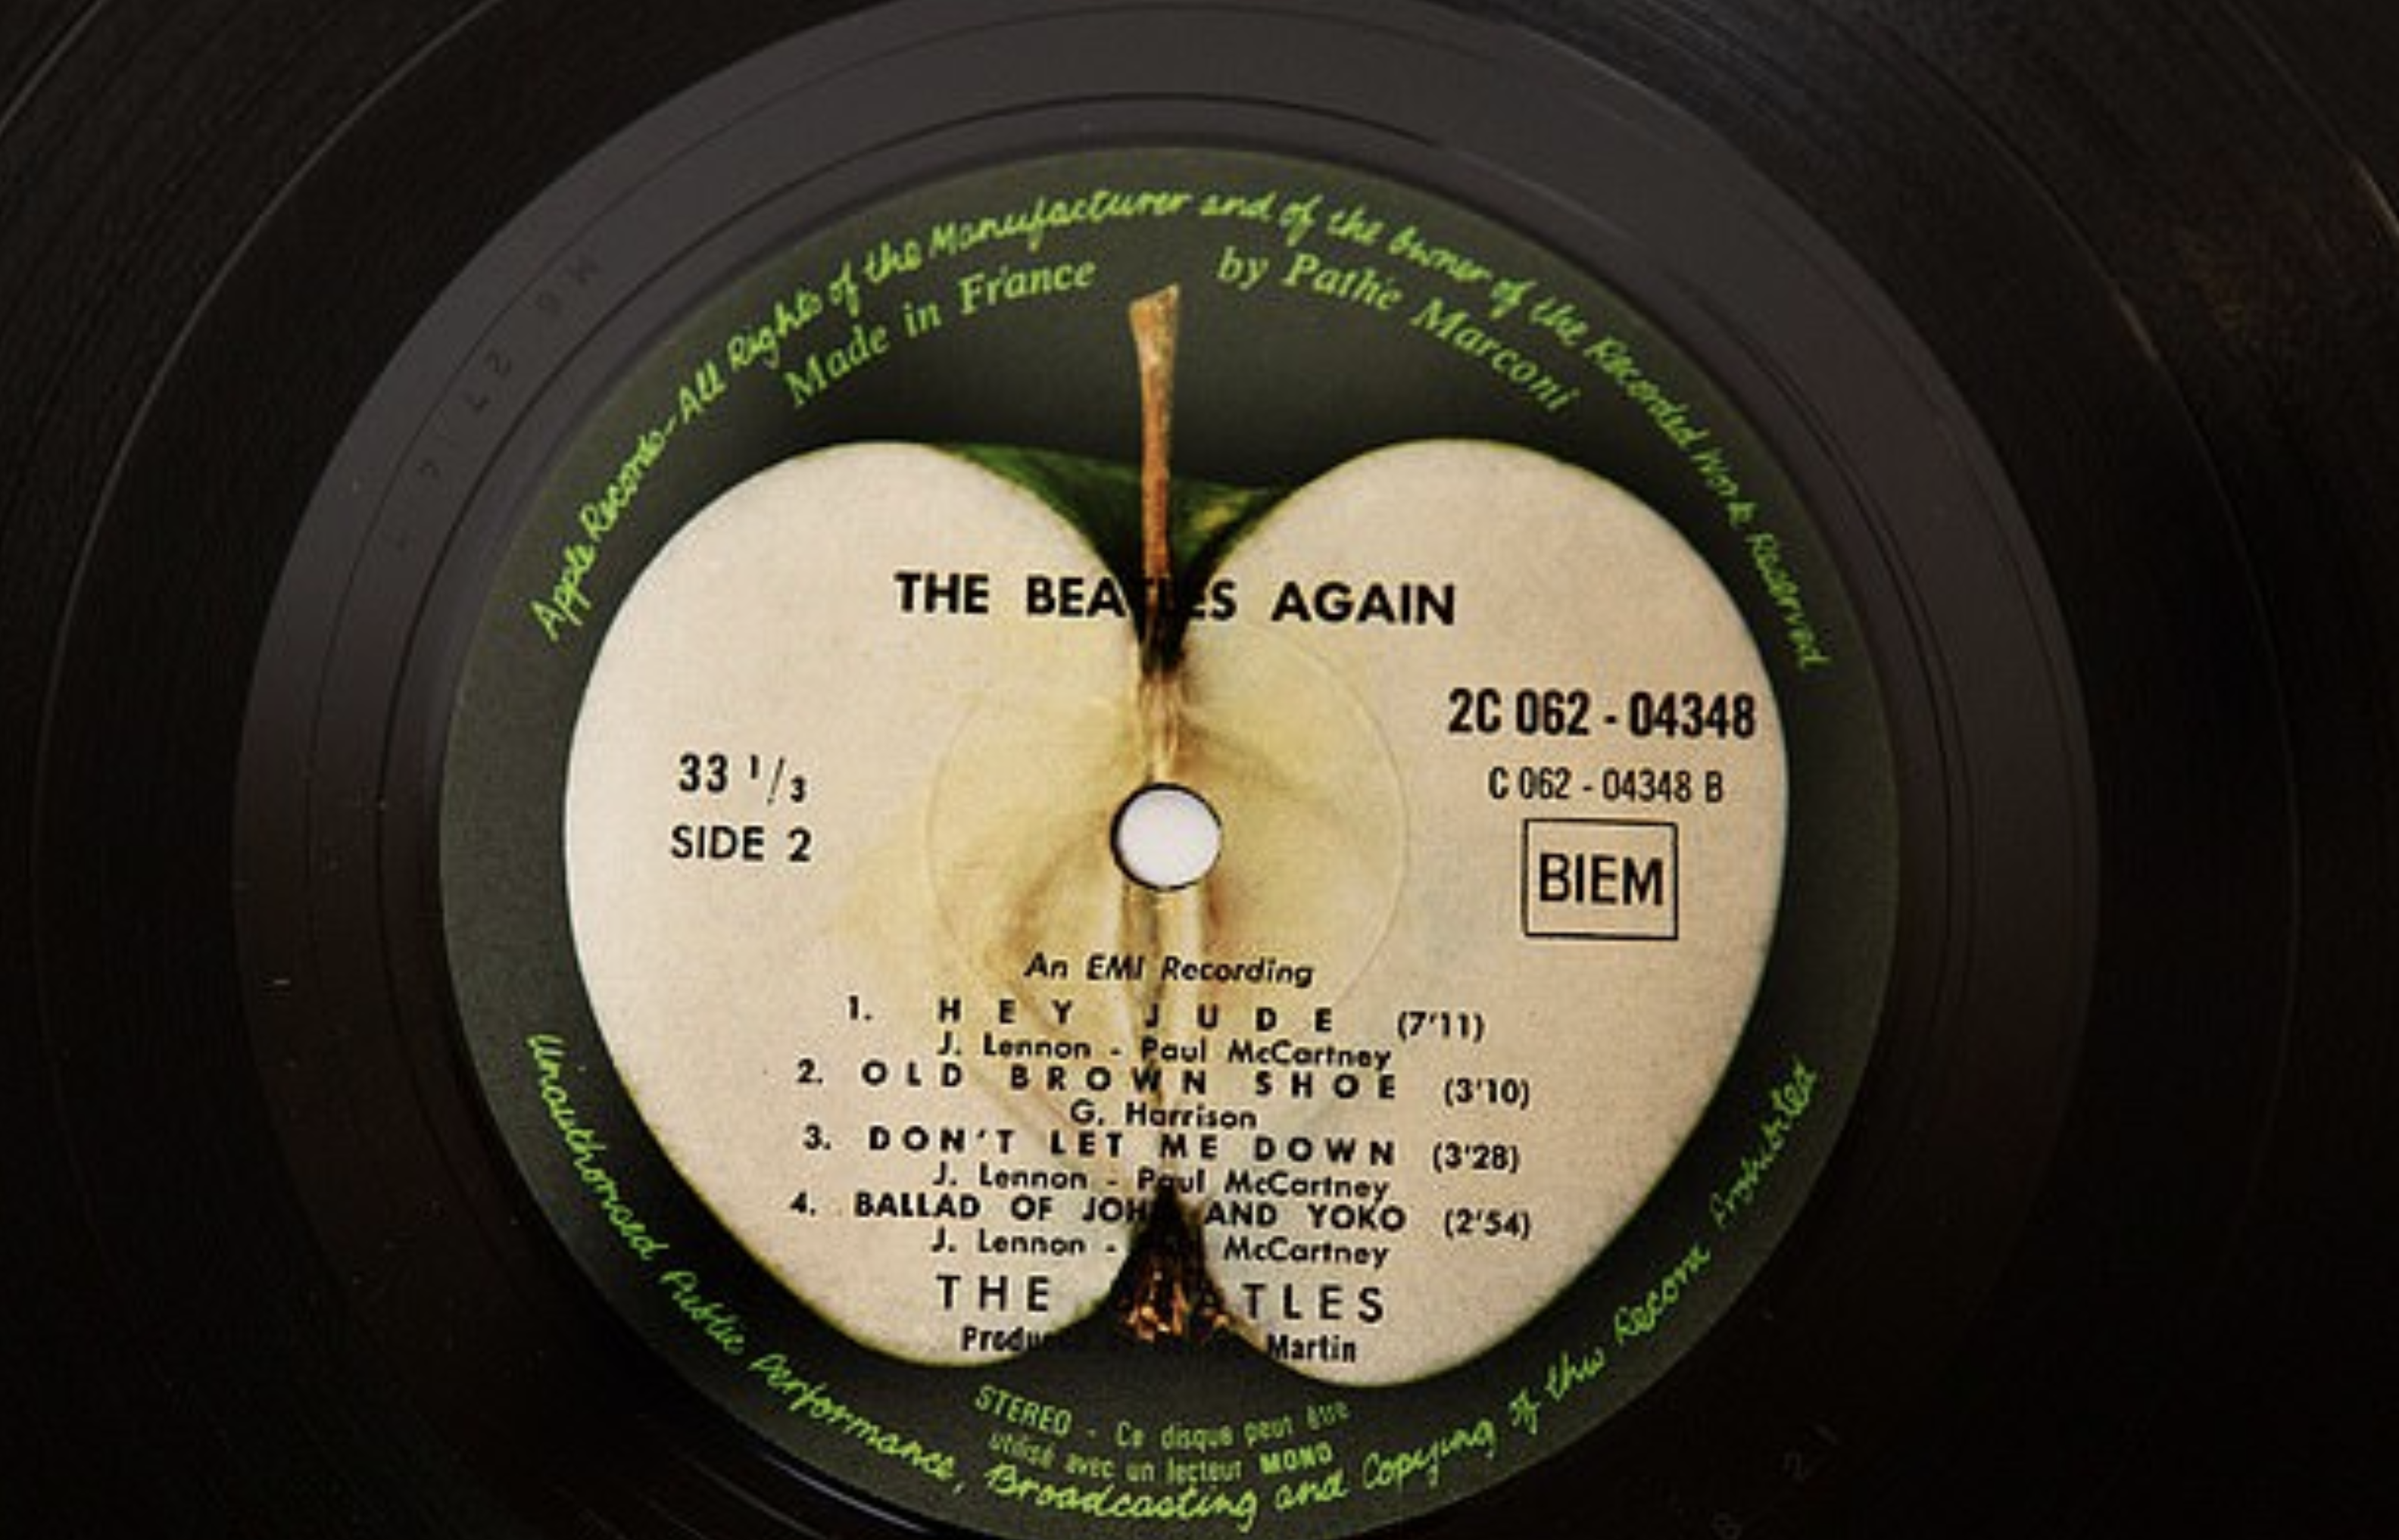 Apple Records-All Rights of the Manufacturer and of the Owner of the Recorded Work Reserved
Made in France by Pathé Marconi
THE BEATLES AGAIN
2C 062 - 04348
C 062 - 04348 B
BIEM
33 1/3
SIDE 2
An EMI Recording
1. HEY JUDE (7'11)
J. Lennon - Paul McCartney
2. OLD BROWN SHOE (3'10)
G. Harrison
3. DON'T LET ME DOWN (3'28)
J. Lennon - Paul McCartney
4. BALLAD OF JOHN AND YOKO (2'54)
J. Lennon - McCartney
THE BEATLES
Martin
STEREO - Ce disque peut être
utilisé avec un lecteur MONO
Unauthorised Public Performance, Broadcasting and Copying of this Record Prohibited